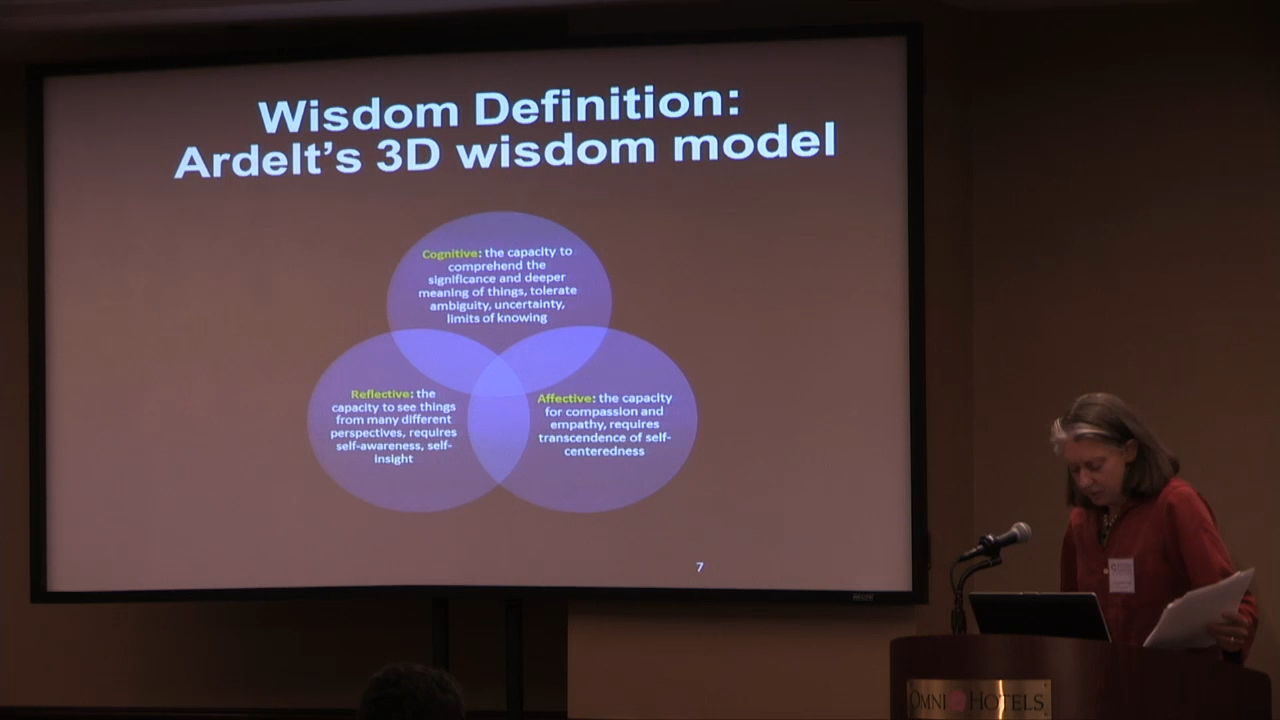 Wisdom Definition:
Ardelt's 3D wisdom model
Cognitive: the capacity to
comprehend the
significance and deeper
meaning of things, tolerate
ambiguity, uncertainty,
limits of knowing
Reflective: the
capacity to see things
from many different
perspectives, requires
self-awareness, self-
insight
Affective: the capacity
for compassion and
empathy, requires
transcendence of self-
centeredness
7
OMNI HOTELS